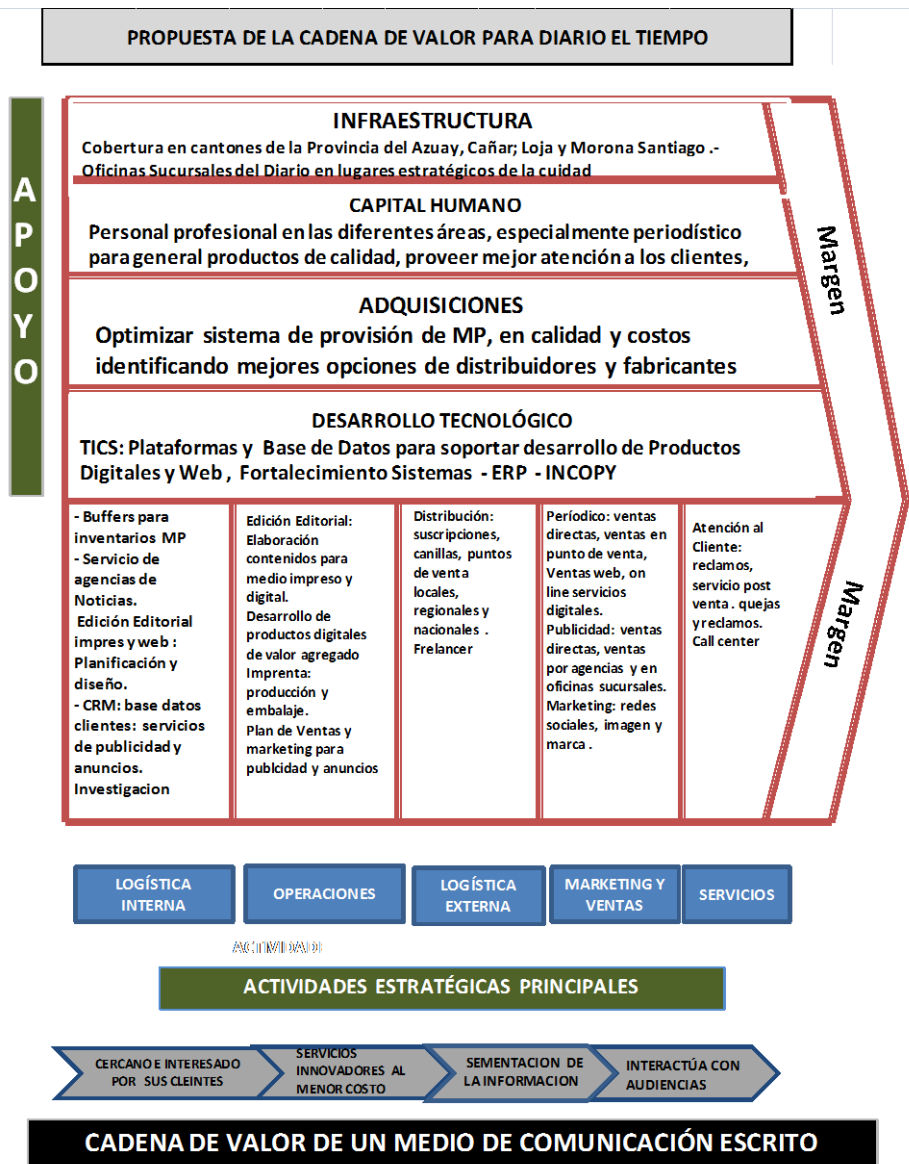 PROPUESTA DE LA CADENA DE VALOR PARA DIARIO EL TIEMPO
APOYO
INFRAESTRUCTURA
Cobertura en cantones de la Provincia del Azuay, Cañar; Loja y Morona Santiago .-
Oficinas Sucursales del Diario en lugares estratégicos de la cuidad
CAPITAL HUMANO
Personal profesional en las diferentes áreas, especialmente periodístico
para general productos de calidad, proveer mejor atención a los clientes,
ADQUISICIONES
Optimizar sistema de provisión de MP, en calidad y costos
identificando mejores opciones de distribuidores y fabricantes
DESARROLLO TECNOLÓGICO
TICS: Plataformas y Base de Datos para soportar desarrollo de Productos
Digitales y Web , Fortalecimiento Sistemas - ERP - INCOPY
Margen
- Buffers para
inventarios MP
- Servicio de
agencias de
Noticias.
Edición Editorial
impres y web :
Planificación y
diseño.
- CRM: base datos
clientes: servicios
de publicidad y
anuncios.
Investigacion
Edición Editorial:
Elaboración
contenidos para
medio impreso y
digital.
Desarrollo de
productos digitales
de valor agregado
Imprenta:
producción y
embalaje.
Plan de Ventas y
marketing para
publcidad y anuncios
Distribución:
suscripciones,
canillas, puntos
de venta
locales,
regionales y
nacionales .
Frelancer
Períodico: ventas
directas, ventas en
punto de venta,
Ventas web, on
line servicios
digitales.
Publicidad: ventas
directas, ventas
por agencias y en
oficinas sucursales.
Marketing: redes
sociales, imagen y
marca .
Atención al
Cliente:
reclamos,
servicio post
venta . quejas
y reclamos.
Call center
Margen
LOGÍSTICA
INTERNA
OPERACIONES
LOGÍSTICA
EXTERNA
MARKETING Y
VENTAS
SERVICIOS
ACTIVIDADE
ACTIVIDADES ESTRATÉGICAS PRINCIPALES
CERCANO E INTERESADO
POR SUS CLEINTES
SERVICIOS
INNOVADORES AL
MENOR COSTO
SEMENTACION DE
LA INFORMACION
INTERACTÚA CON
AUDIENCIAS
CADENA DE VALOR DE UN MEDIO DE COMUNICACIÓN ESCRITO